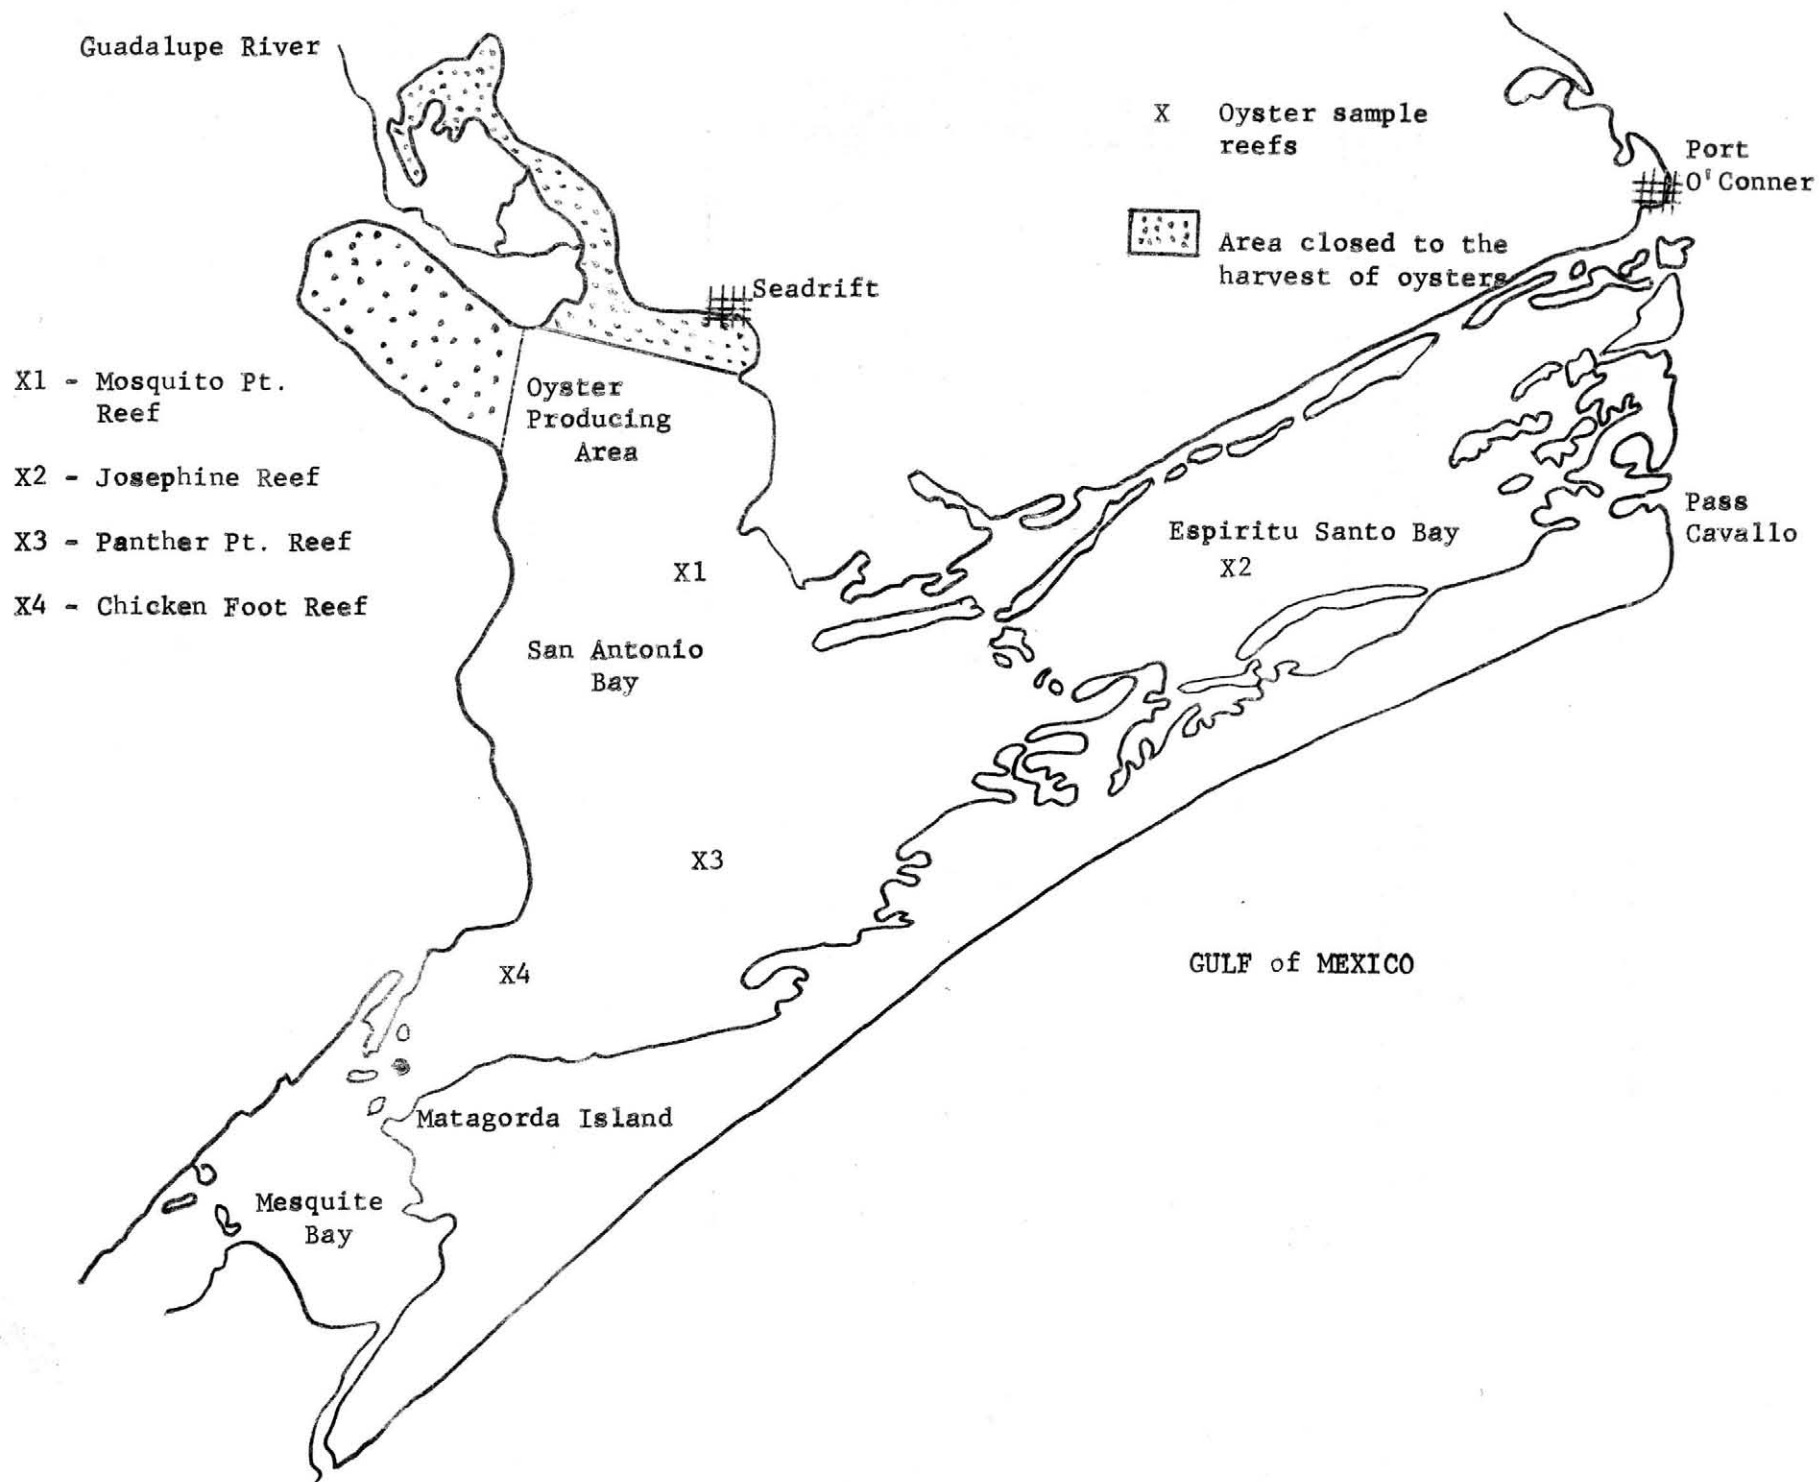 Guadalupe River
X Oyster sample
reefs
Port
O'Conner
Area closed to the
harvest of oysters
Seadrift
X1 - Mosquito Pt.
Reef
X2 - Josephine Reef
X3 - Panther Pt. Reef
X4 - Chicken Foot Reef
Oyster
Producing
Area
Pass
Cavallo
Espiritu Santo Bay
X2
X1
San Antonio
Bay
X3
X4
GULF of MEXICO
Matagorda Island
Mesquite
Bay